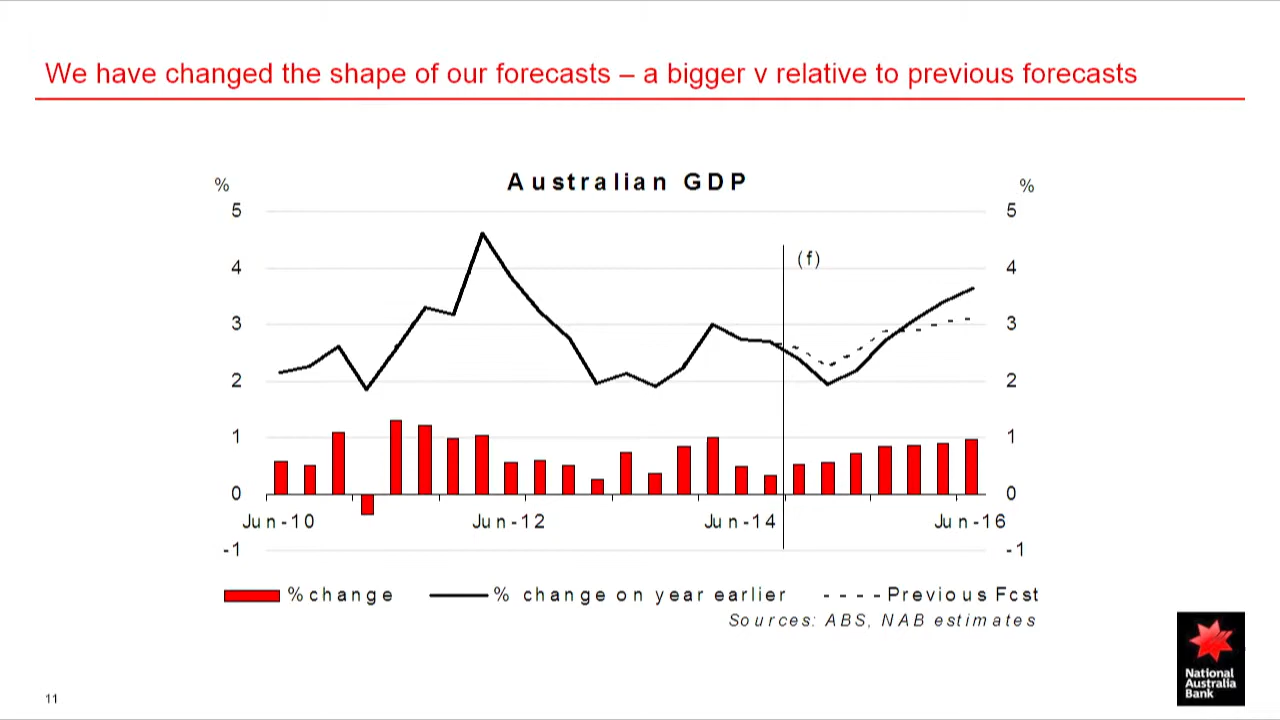 We have changed the shape of our forecasts – a bigger v relative to previous forecasts
Australian GDP
% %
5 5
(f)
4 4
3 3
2 2
1 1
0 0
Jun-10 Jun-12 Jun-14 Jun-16
-1 -1
% change % change on year earlier Previous Fcst
Sources: ABS, NAB estimates
National
Australia
Bank
11